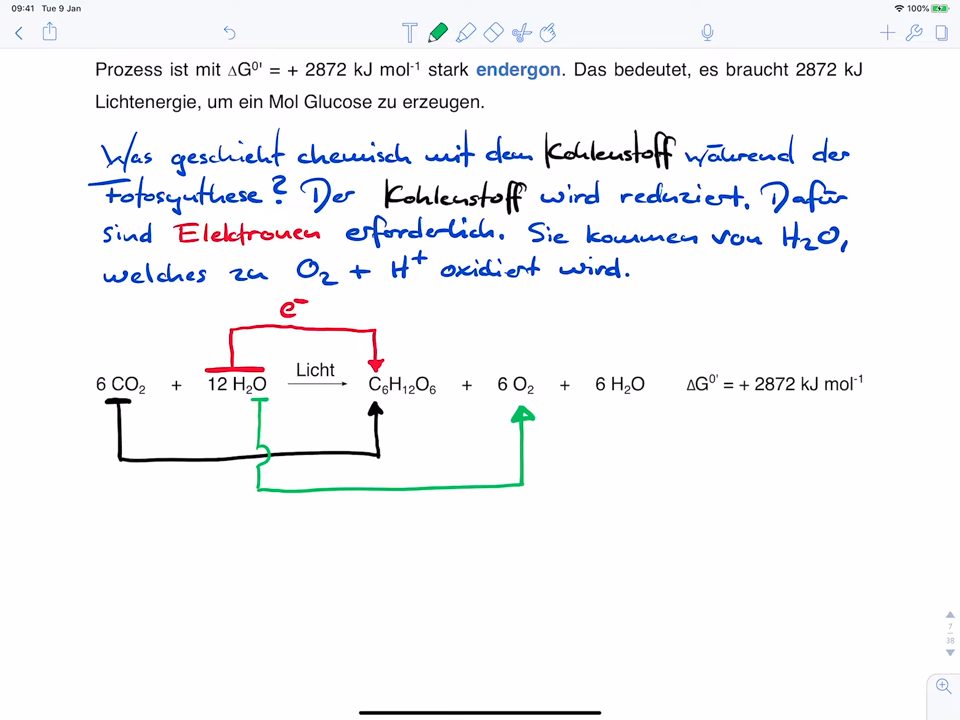 09:41 Tue 9 Jan 100%
T
Prozess ist mit ΔG⁰' = + 2872 kJ mol⁻¹ stark endergon. Das bedeutet, es braucht 2872 kJ
Lichtenergie, um ein Mol Glucose zu erzeugen.
Was geschieht chemisch mit dem Kohlenstoff während der
Fotosynthese? Der Kohlenstoff wird reduziert. Dafür
sind Elektronen erforderlich. Sie kommen von H₂O,
welches zu O₂ + H⁺ oxidiert wird.
e⁻
Licht
6 CO₂ + 12 H₂O C₆H₁₂O₆ + 6 O₂ + 6 H₂O ΔG⁰' = + 2872 kJ mol⁻¹
7
38